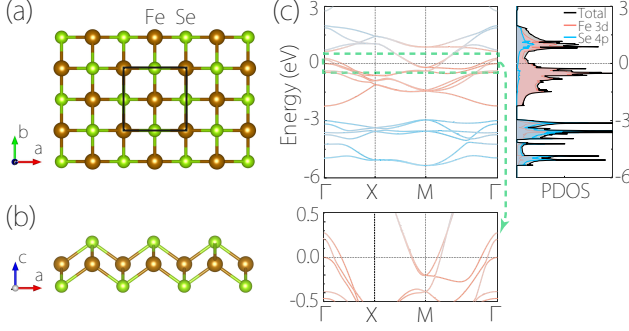 (a)
Fe Se
b
a
(b)
c
a
(c)
Energy (eV)
3
0
-3
-6
Γ X M Γ
3
0
-3
-6
Total
Fe 3d
Se 4p
PDOS
0.5
0.0
-0.5
Γ X M Γ